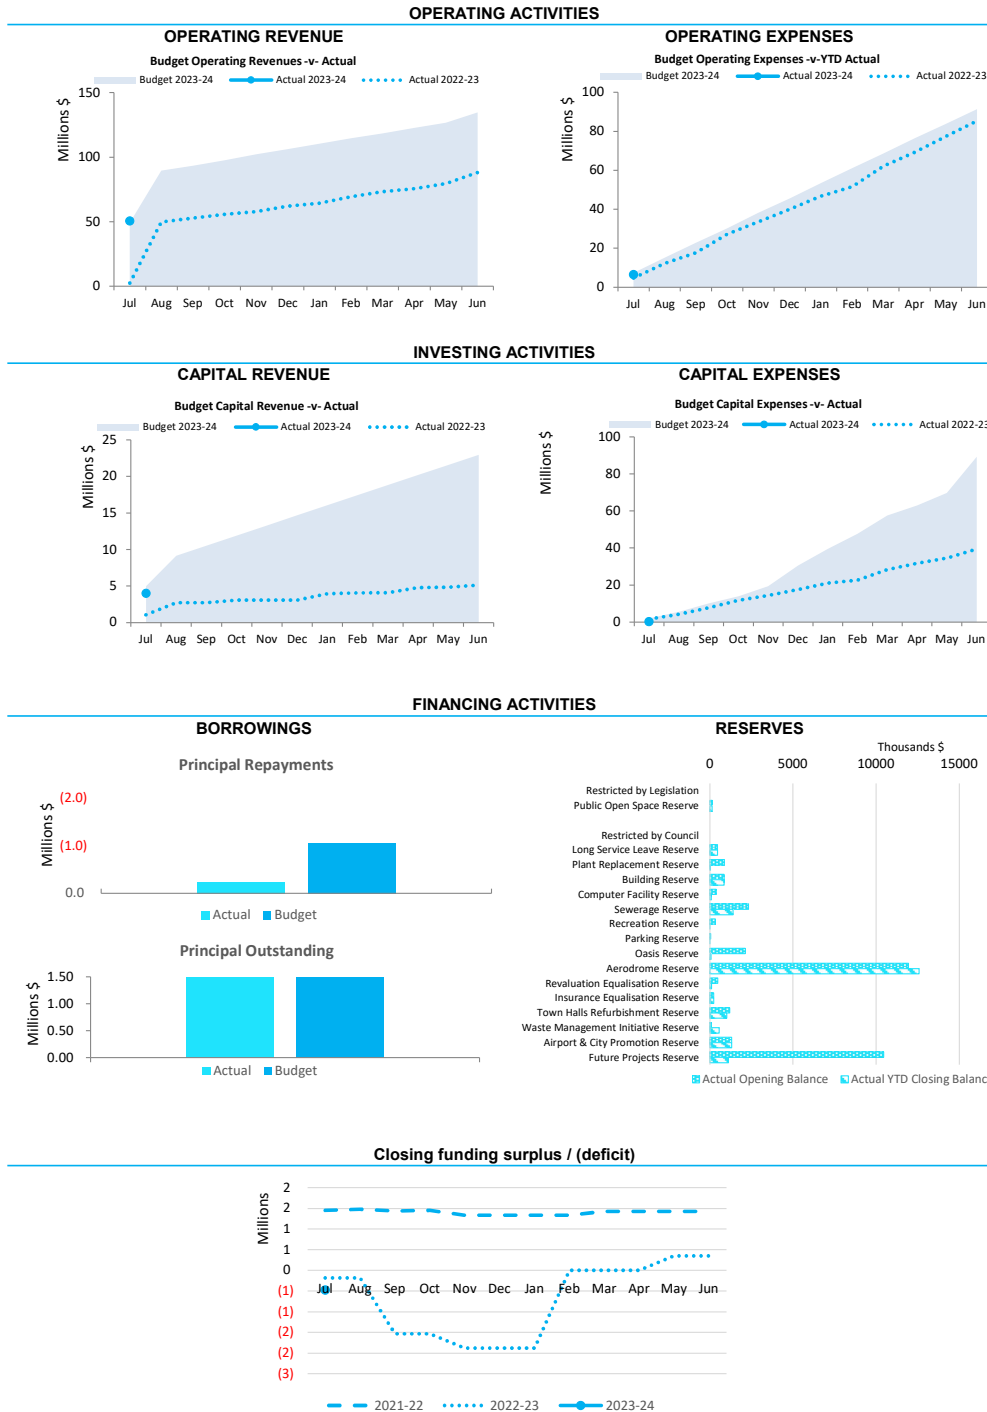 OPERATING ACTIVITIES
OPERATING REVENUE
Budget Operating Revenues -v- Actual
Budget 2023-24 Actual 2023-24 Actual 2022-23
Millions $
150
100
50
0
Jul Aug Sep Oct Nov Dec Jan Feb Mar Apr May Jun
OPERATING EXPENSES
Budget Operating Expenses -v-YTD Actual
Budget 2023-24 Actual 2023-24 Actual 2022-23
Millions $
100
80
60
40
20
0
Jul Aug Sep Oct Nov Dec Jan Feb Mar Apr May Jun
INVESTING ACTIVITIES
CAPITAL REVENUE
Budget Capital Revenue -v- Actual
Budget 2023-24 Actual 2023-24 Actual 2022-23
Millions $
25
20
15
10
5
0
Jul Aug Sep Oct Nov Dec Jan Feb Mar Apr May Jun
CAPITAL EXPENSES
Budget Capital Expenses -v- Actual
Budget 2023-24 Actual 2023-24 Actual 2022-23
Millions $
100
80
60
40
20
0
Jul Aug Sep Oct Nov Dec Jan Feb Mar Apr May Jun
FINANCING ACTIVITIES
BORROWINGS
Principal Repayments
Millions $
(2.0)
(1.0)
0.0
Actual Budget
Principal Outstanding
Millions $
1.50
1.00
0.50
0.00
Actual Budget
RESERVES
Thousands $
0 5000 10000 15000
Restricted by Legislation
Public Open Space Reserve
Restricted by Council
Long Service Leave Reserve
Plant Replacement Reserve
Building Reserve
Computer Facility Reserve
Sewerage Reserve
Recreation Reserve
Parking Reserve
Oasis Reserve
Aerodrome Reserve
Revaluation Equalisation Reserve
Insurance Equalisation Reserve
Town Halls Refurbishment Reserve
Waste Management Initiative Reserve
Airport & City Promotion Reserve
Future Projects Reserve
Actual Opening Balance Actual YTD Closing Balanc
Closing funding surplus / (deficit)
Millions
2
2
1
1
0
(1)
(1)
(2)
(2)
(3)
Jul Aug Sep Oct Nov Dec Jan Feb Mar Apr May Jun
2021-22 2022-23 2023-24